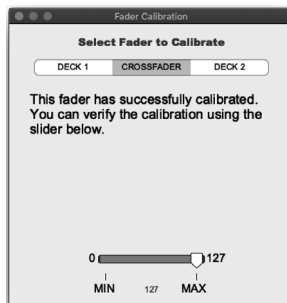 Fader Calibration
Select Fader to Calibrate
DECK 1 CROSSFADER DECK 2
This fader has successfully calibrated.
You can verify the calibration using the
slider below.
0 127
MIN 127 MAX